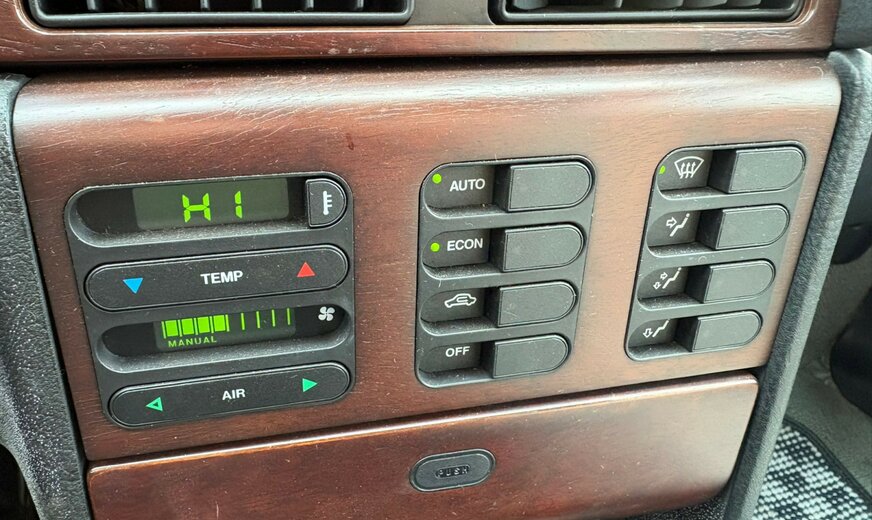 HI
TEMP
MANUAL
AIR
AUTO
ECON
OFF
PUSH